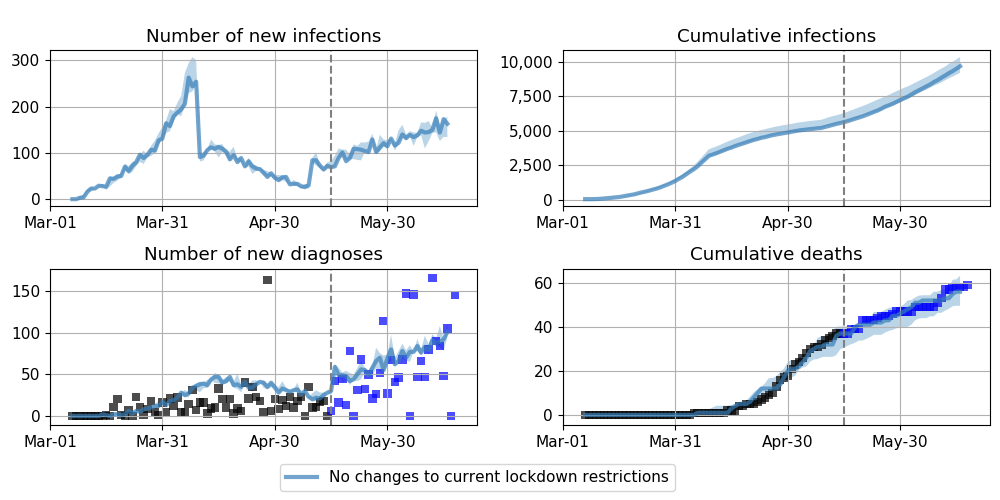 Number of new infections
300
200
100
0
Mar-01 Mar-31 Apr-30 May-30
Cumulative infections
10,000
7,500
5,000
2,500
0
Mar-01 Mar-31 Apr-30 May-30
Number of new diagnoses
150
100
50
0
Mar-01 Mar-31 Apr-30 May-30
Cumulative deaths
60
40
20
0
Mar-01 Mar-31 Apr-30 May-30
No changes to current lockdown restrictions